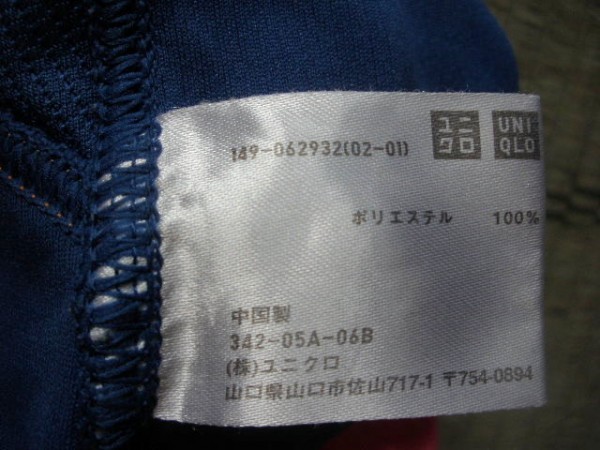 149-062932(02-01) ユニクロ UNIQLO
ポリエステル 100%
中国製
342-05A-06B
(株)ユニクロ
山口県山口市佐山717-1 〒754-0894